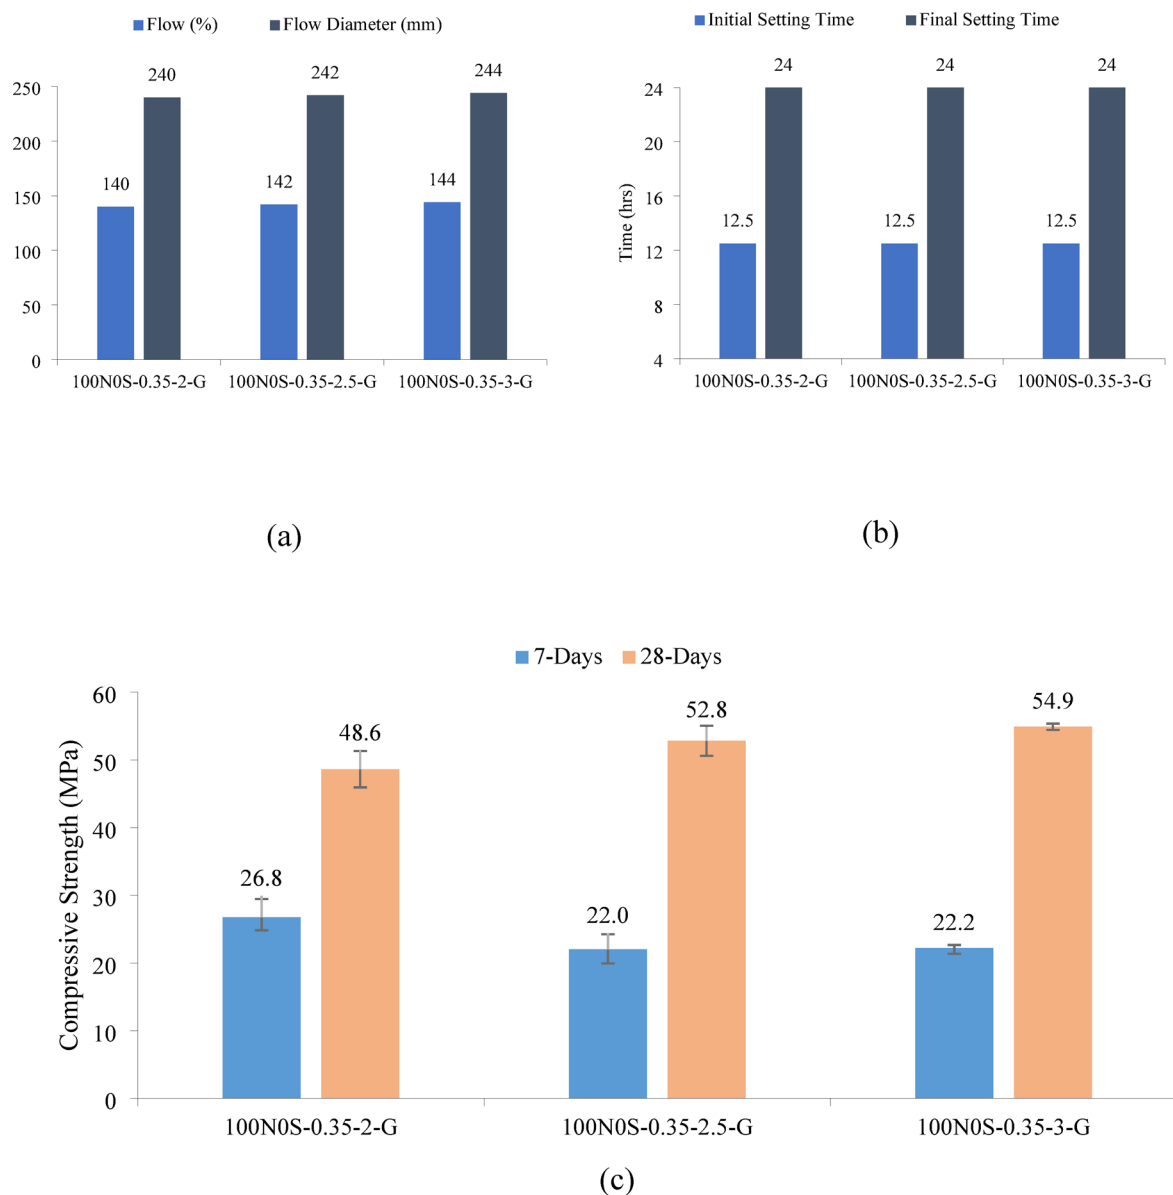 Flow (%) Flow Diameter (mm)
240 242 244
250
200
150
100
50
0
140 142 144
100N0S-0.35-2-G 100N0S-0.35-2.5-G 100N0S-0.35-3-G
(a)
Initial Setting Time Final Setting Time
24 24 24
Time (hrs)
24
20
16
12
8
4
12.5 12.5 12.5
100N0S-0.35-2-G 100N0S-0.35-2.5-G 100N0S-0.35-3-G
(b)
7-Days 28-Days
Compressive Strength (MPa)
60
50
40
30
20
10
0
26.8 48.6 22.0 52.8 22.2 54.9
100N0S-0.35-2-G 100N0S-0.35-2.5-G 100N0S-0.35-3-G
(c)